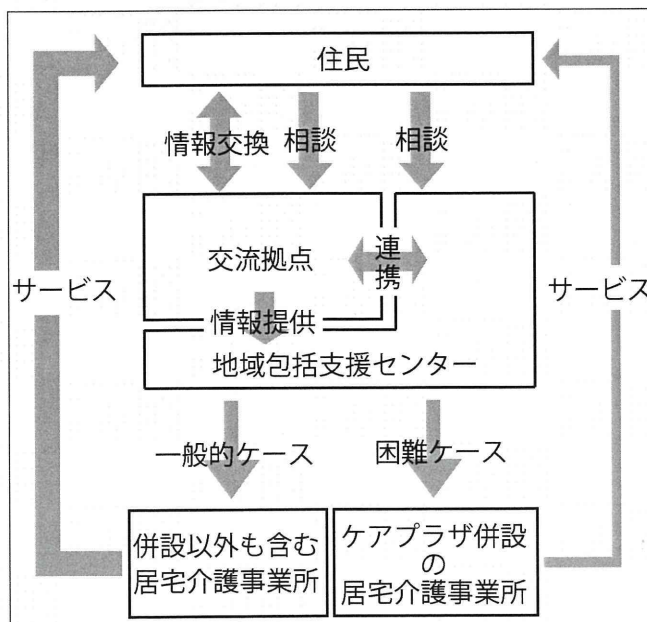 住民
情報交換
相談
相談
交流拠点
連携
サービス
サービス
情報提供
地域包括支援センター
一般的ケース
困難ケース
併設以外も含む
居宅介護事業所
ケアプラザ併設
の
居宅介護事業所